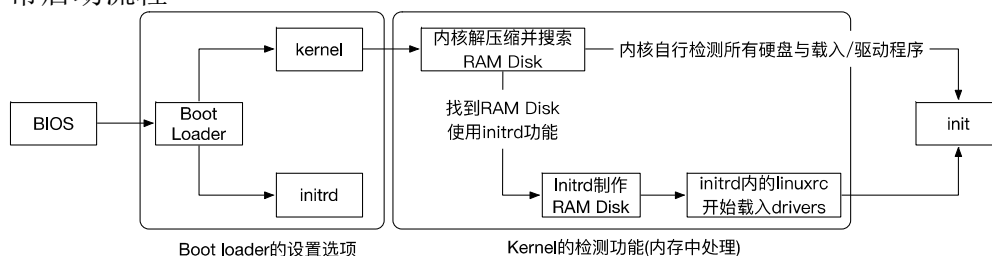 BIOS
Boot
Loader
kernel
initrd
Boot loader的设置选项
内核解压缩并搜索
RAM Disk
内核自行检测所有硬盘与载入/驱动程序
找到RAM Disk
使用initrd功能
Initrd制作
RAM Disk
initrd内的linuxrc
开始载入drivers
init
Kernel的检测功能(内存中处理)